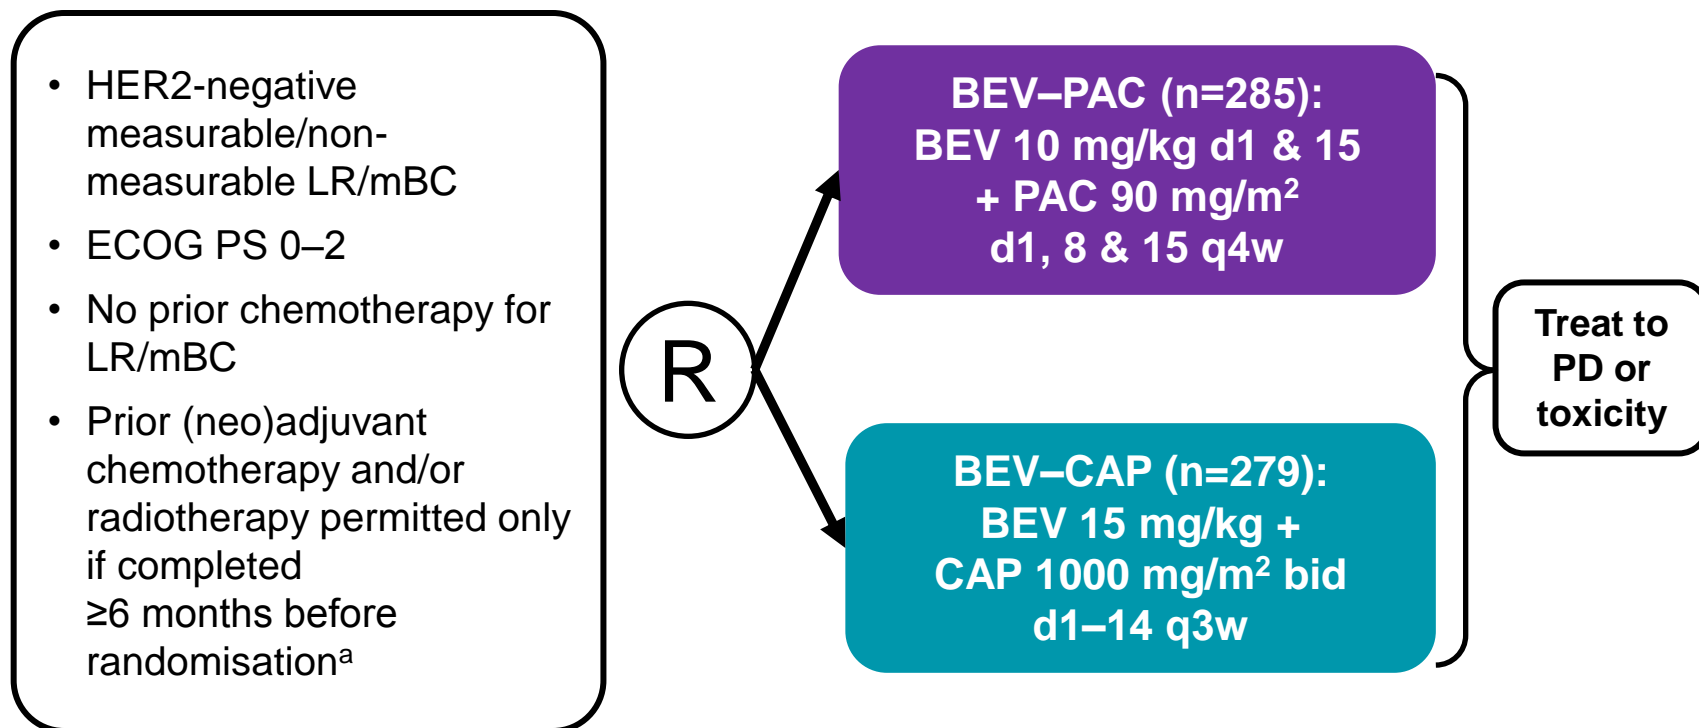 • HER2-negative
measurable/non-
measurable LR/mBC
• ECOG PS 0–2
• No prior chemotherapy for
LR/mBC
• Prior (neo)adjuvant
chemotherapy and/or
radiotherapy permitted only
if completed
≥6 months before
randomisationᵃ
R
BEV–PAC (n=285):
BEV 10 mg/kg d1 & 15
+ PAC 90 mg/m²
d1, 8 & 15 q4w
BEV–CAP (n=279):
BEV 15 mg/kg +
CAP 1000 mg/m² bid
d1–14 q3w
Treat to
PD or
toxicity